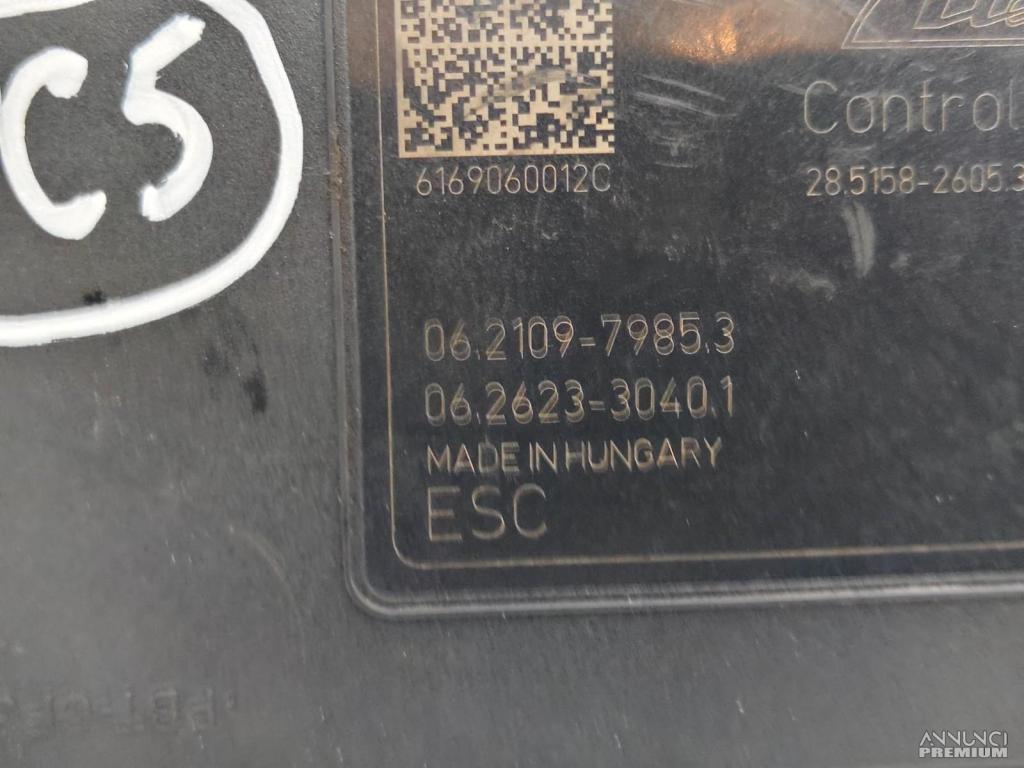 C5
Control
6169060012C
28.5158-2605.3
06.2109-7985.3
06.2623-3040.1
MADE IN HUNGARY
ESC
ANNUNCI
PREMIUM